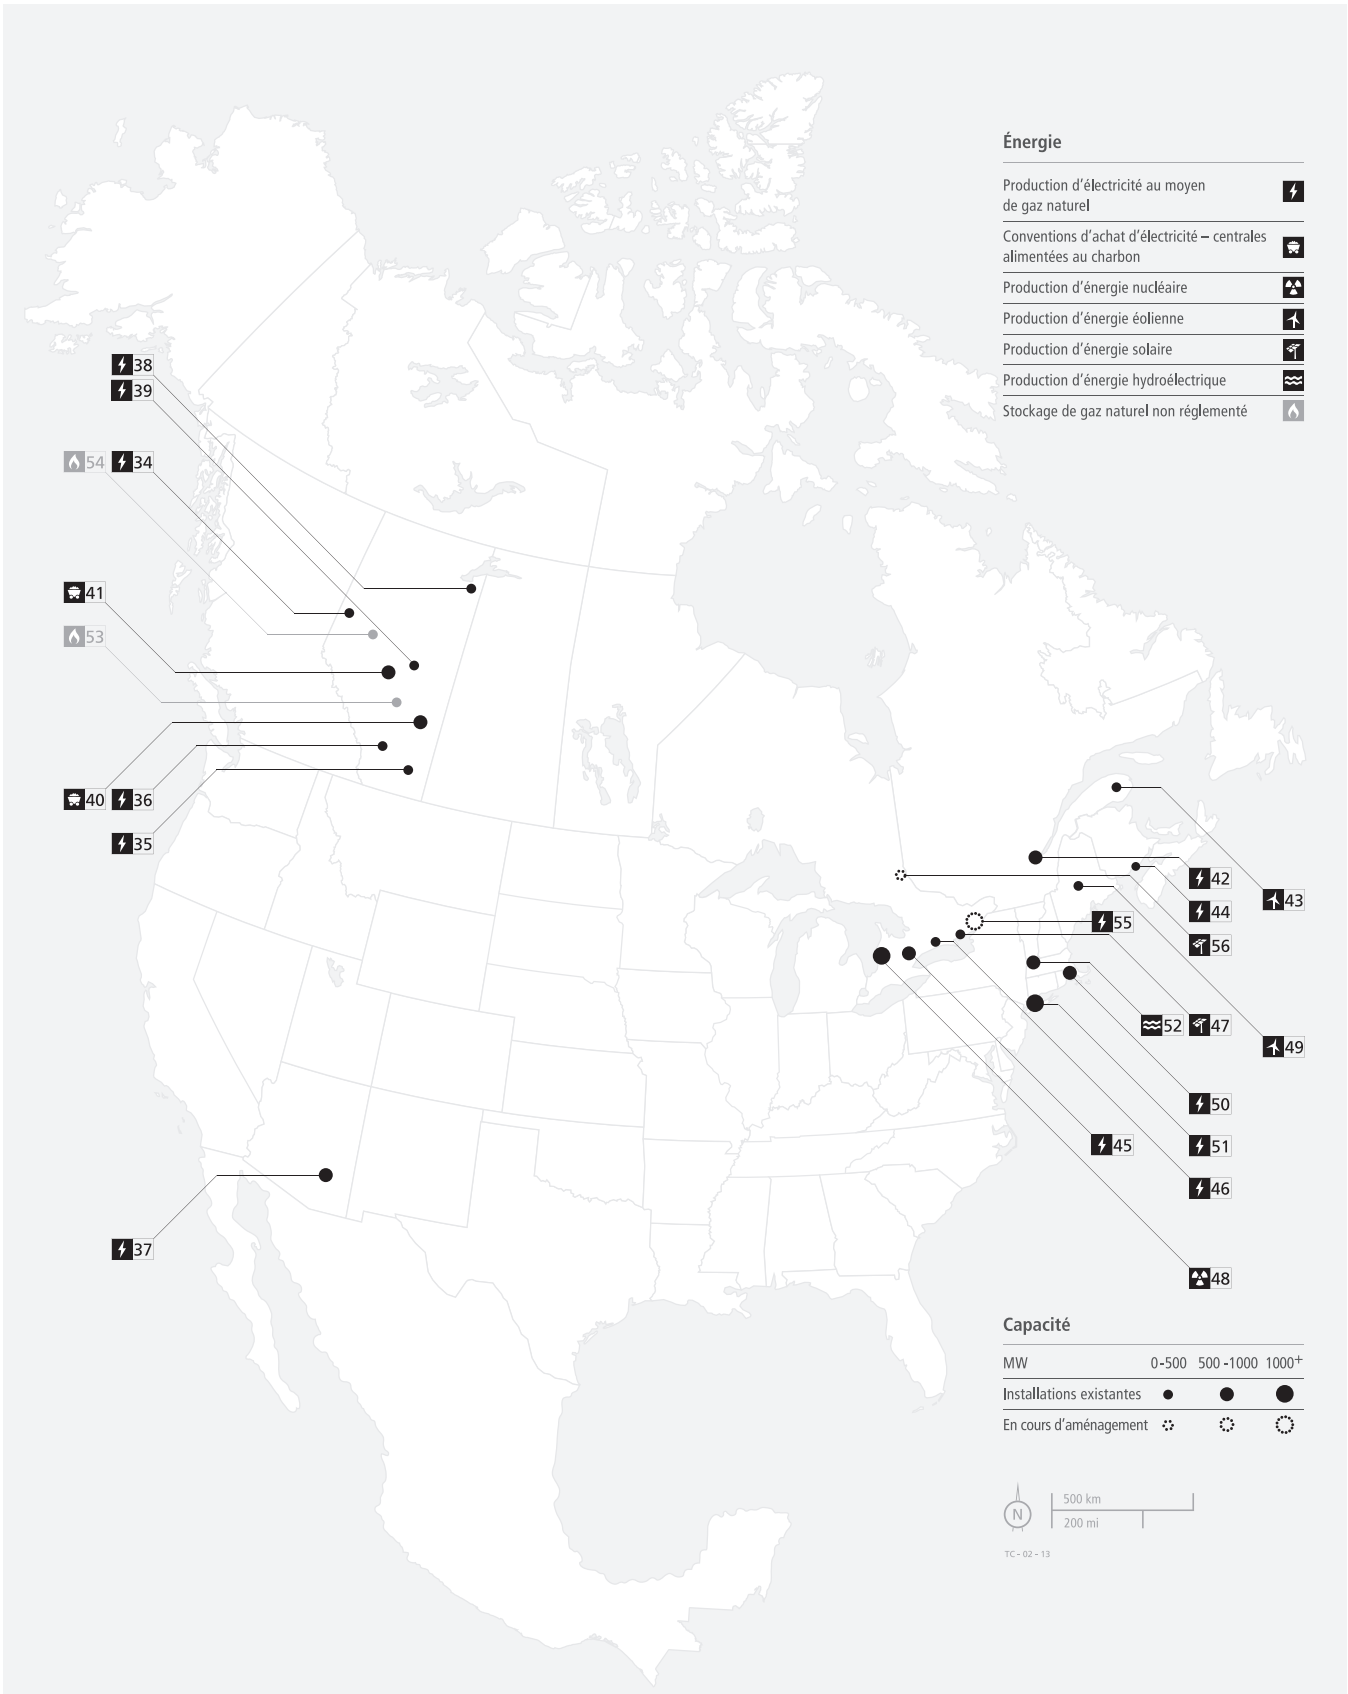 Énergie
Production d'électricité au moyen
de gaz naturel
Conventions d'achat d'électricité – centrales
alimentées au charbon
Production d'énergie nucléaire
Production d'énergie éolienne
Production d'énergie solaire
Production d'énergie hydroélectrique
Stockage de gaz naturel non réglementé
38
39
54
34
41
53
40
36
35
42
43
44
55
56
52
47
49
50
45
51
46
37
48
Capacité
MW 0-500 500-1000 1000+
Installations existantes
En cours d'aménagement
N
500 km
200 mi
TC - 02 - 13